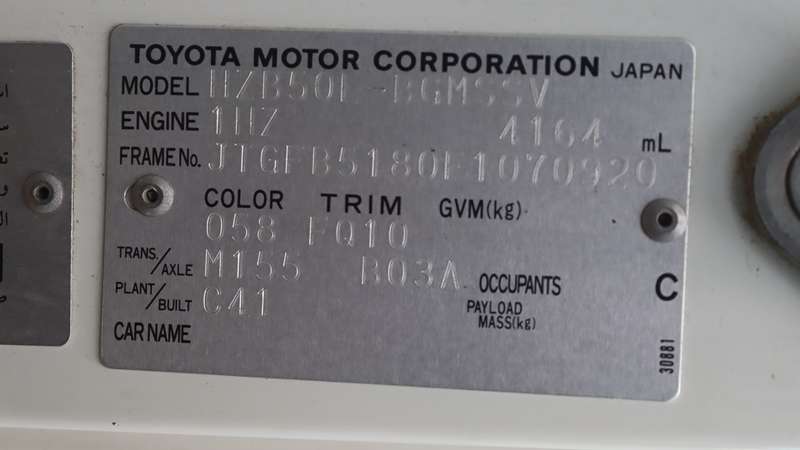 TOYOTA MOTOR CORPORATION JAPAN
MODEL HZB50L-BGMSSV
ENGINE 1HZ 4164 mL
FRAME No. JTGFB5180F1070920
COLOR TRIM GVM(kg)
058 FQ10
TRANS./AXLE M155 B03A OCCUPANTS C
PLANT/BUILT C41 PAYLOAD MASS(kg)
CAR NAME
30881